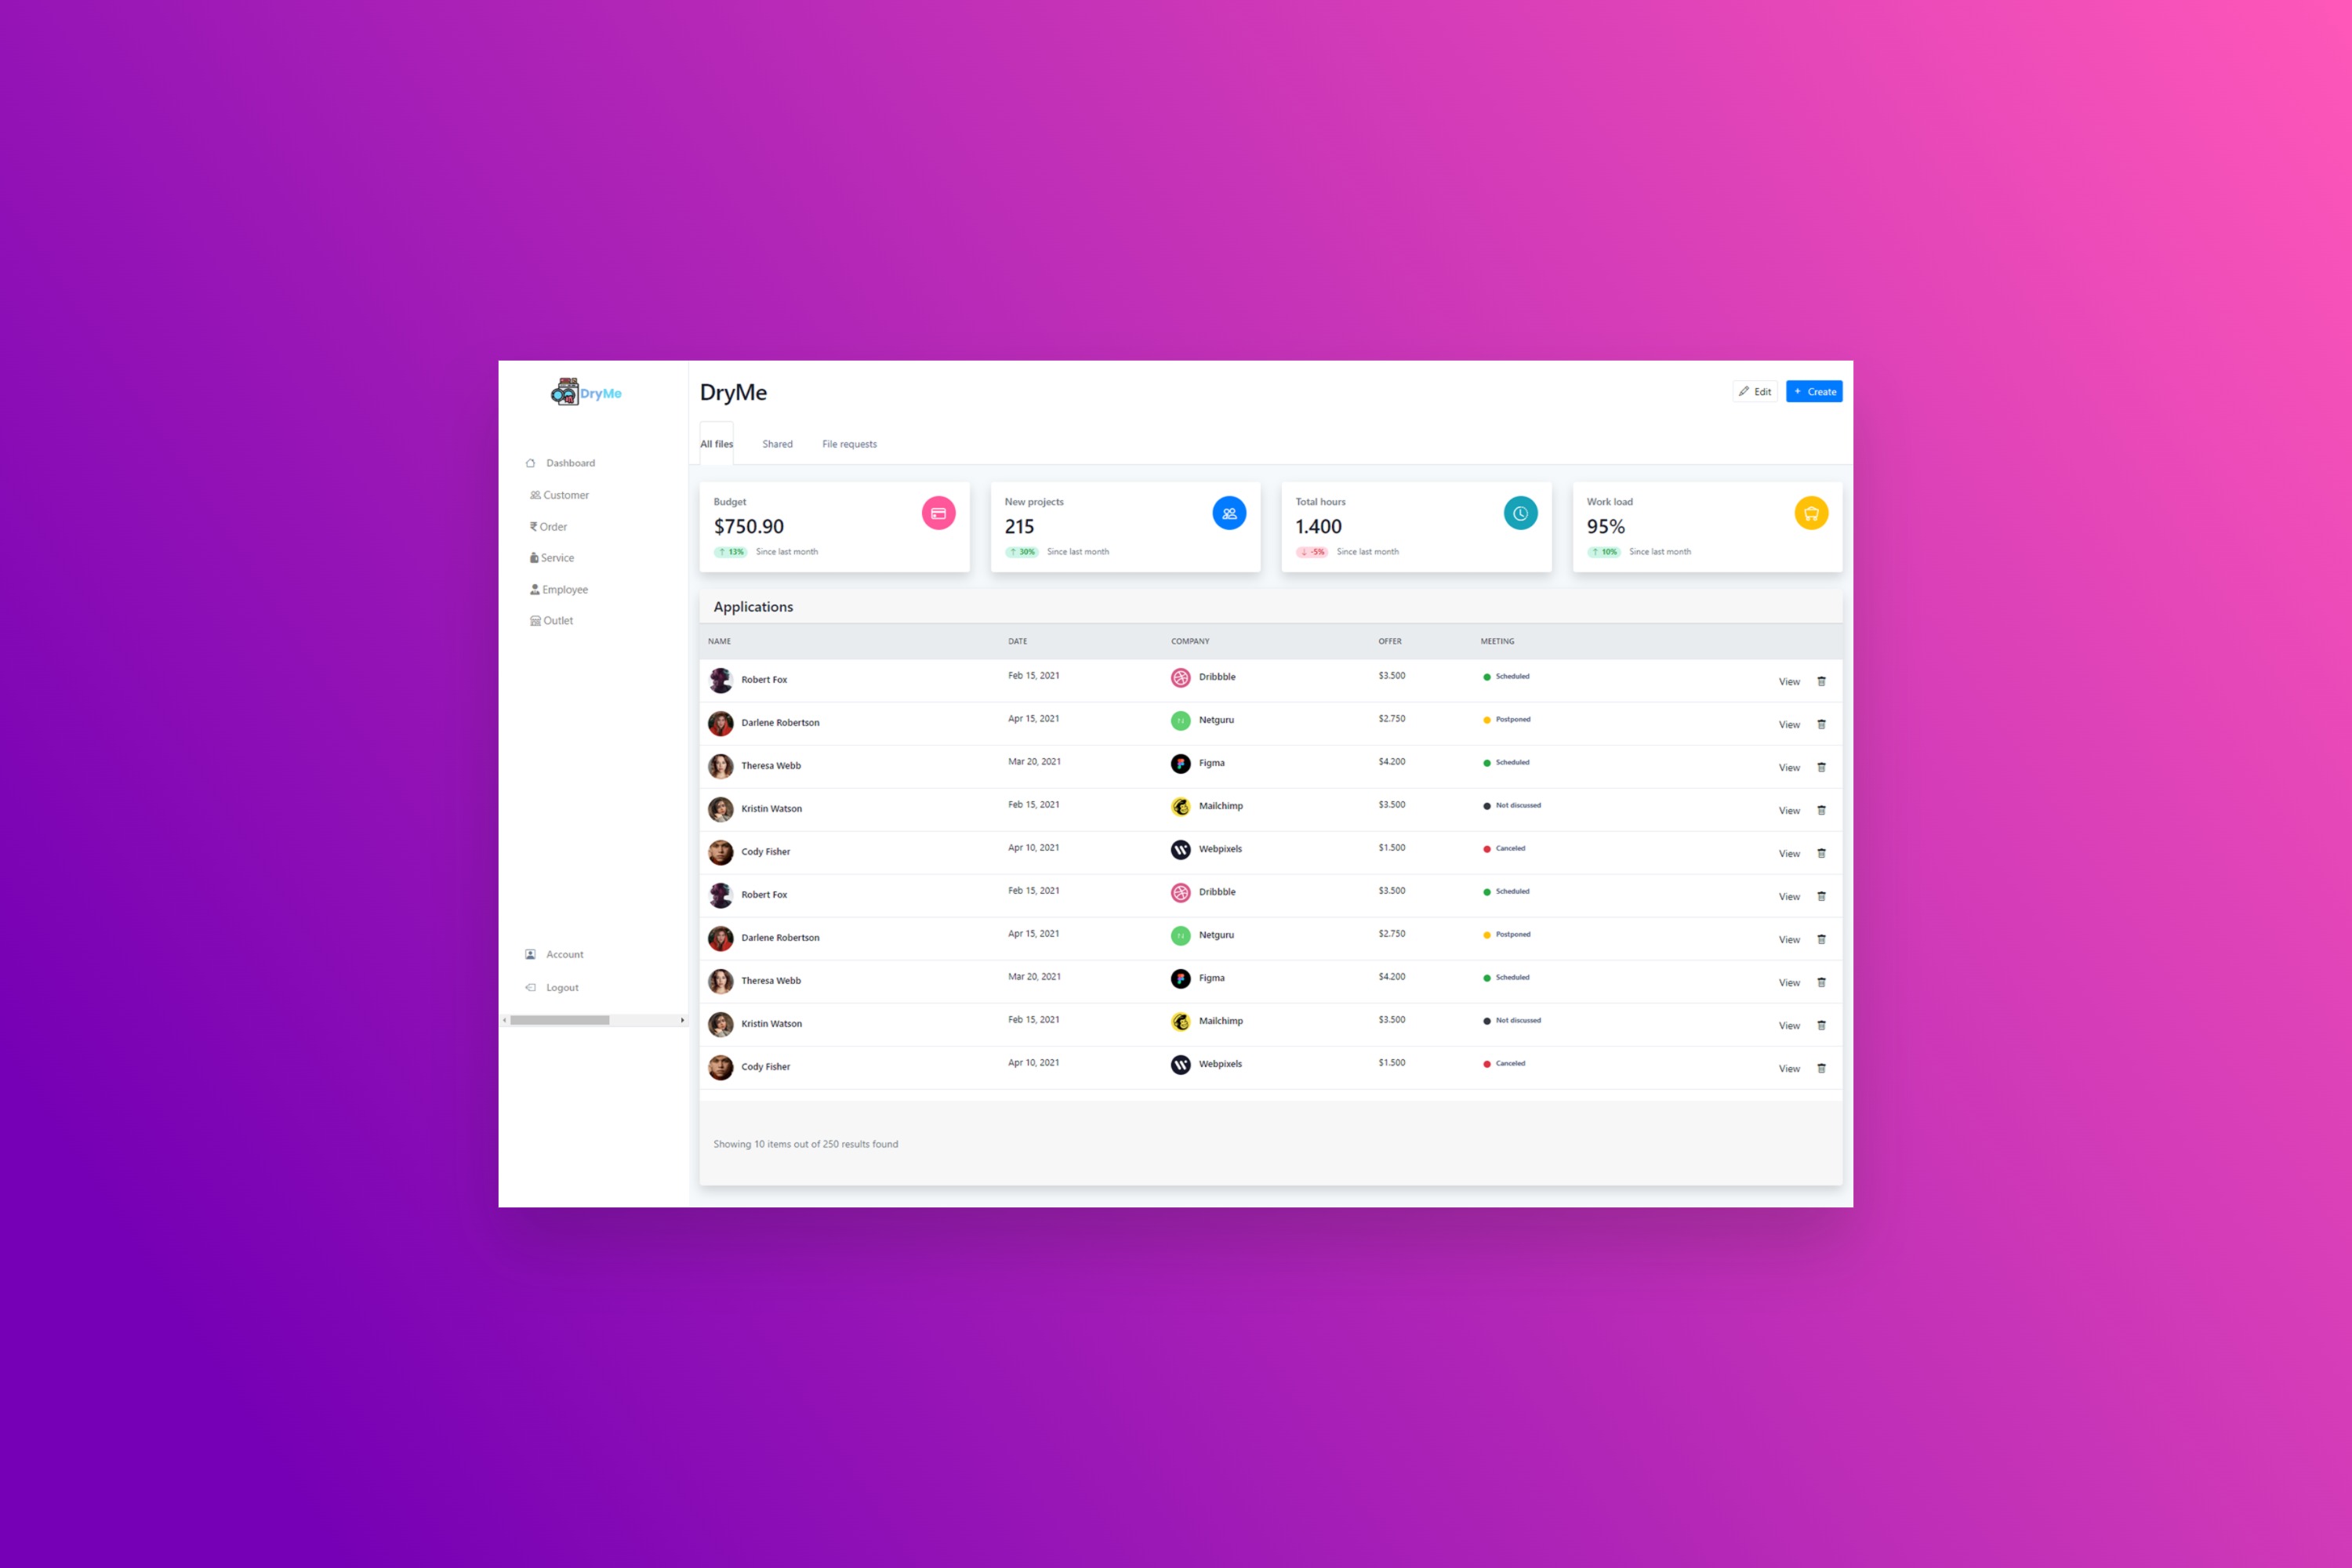 DryMe
Dashboard
Customer
Order
Service
Employee
Outlet
Account
Logout
DryMe
Edit
+ Create
All files Shared File requests
Budget
$750.90
↑ 13% Since last month
New projects
215
↑ 30% Since last month
Total hours
1.400
↓ -5% Since last month
Work load
95%
↑ 10% Since last month
Applications
NAME DATE COMPANY OFFER MEETING
Robert Fox Feb 15, 2021 Dribbble $3.500 Scheduled View
Darlene Robertson Apr 15, 2021 Netguru $2.750 Postponed View
Theresa Webb Mar 20, 2021 Figma $4.200 Scheduled View
Kristin Watson Feb 15, 2021 Mailchimp $3.500 Not discussed View
Cody Fisher Apr 10, 2021 Webpixels $1.500 Canceled View
Robert Fox Feb 15, 2021 Dribbble $3.500 Scheduled View
Darlene Robertson Apr 15, 2021 Netguru $2.750 Postponed View
Theresa Webb Mar 20, 2021 Figma $4.200 Scheduled View
Kristin Watson Feb 15, 2021 Mailchimp $3.500 Not discussed View
Cody Fisher Apr 10, 2021 Webpixels $1.500 Canceled View
Showing 10 items out of 250 results found